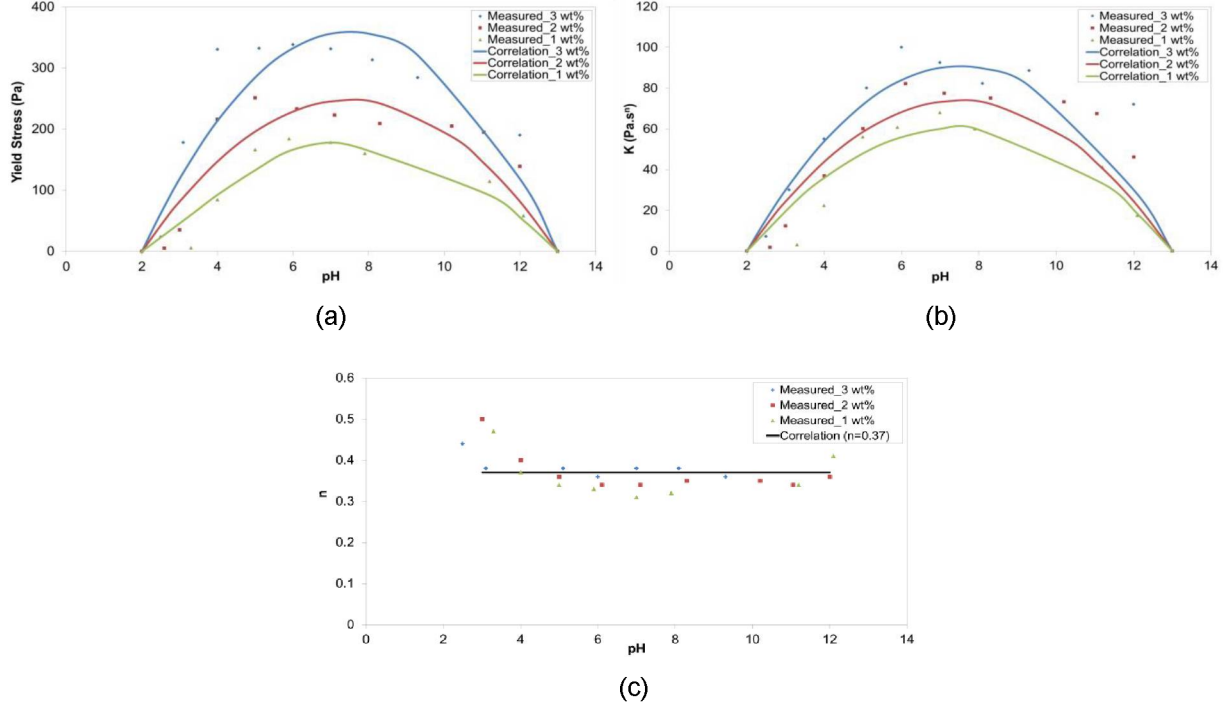 400
300
200
100
0
0
2
4
6
8
10
12
14
Yield Stress (Pa)
pH
Measured_3 wt%
Measured_2 wt%
Measured_1 wt%
Correlation_3 wt%
Correlation_2 wt%
Correlation_1 wt%
(a)
120
100
80
60
40
20
0
0
2
4
6
8
10
12
14
K (Pa.sⁿ)
pH
Measured_3 wt%
Measured_2 wt%
Measured_1 wt%
Correlation_3 wt%
Correlation_2 wt%
Correlation_1 wt%
(b)
0.6
0.5
0.4
0.3
0.2
0.1
0
0
2
4
6
8
10
12
14
n
pH
Measured_3 wt%
Measured_2 wt%
Measured_1 wt%
Correlation (n=0.37)
(c)